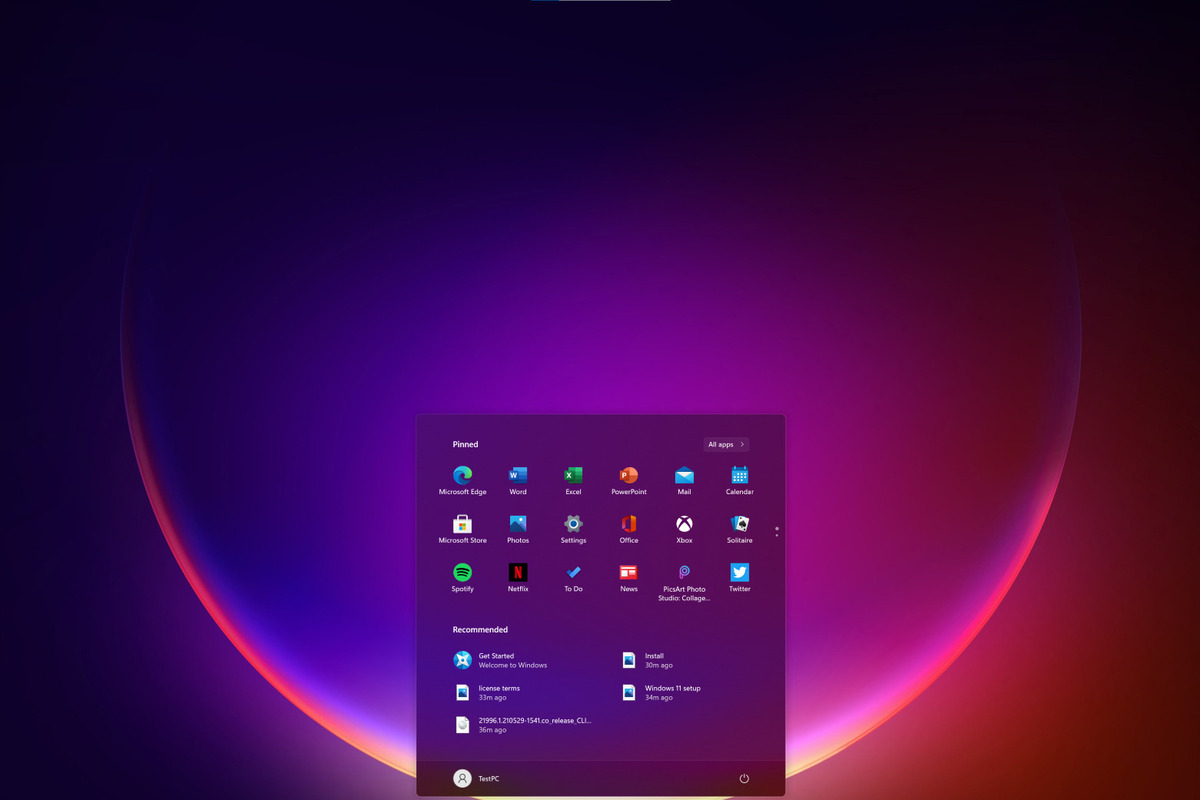 Pinned
All apps
Microsoft Edge
Word
Excel
PowerPoint
Mail
Calendar
Microsoft Store
Photos
Settings
Office
Xbox
Solitaire
Spotify
Netflix
To Do
News
PicsArt Photo
Studio: Collage...
Twitter
Recommended
Get Started
Welcome to Windows
Install
30m ago
license terms
33m ago
Windows 11 setup
34m ago
21996.1.210529-1541.co_release_CLI...
36m ago
TestPC